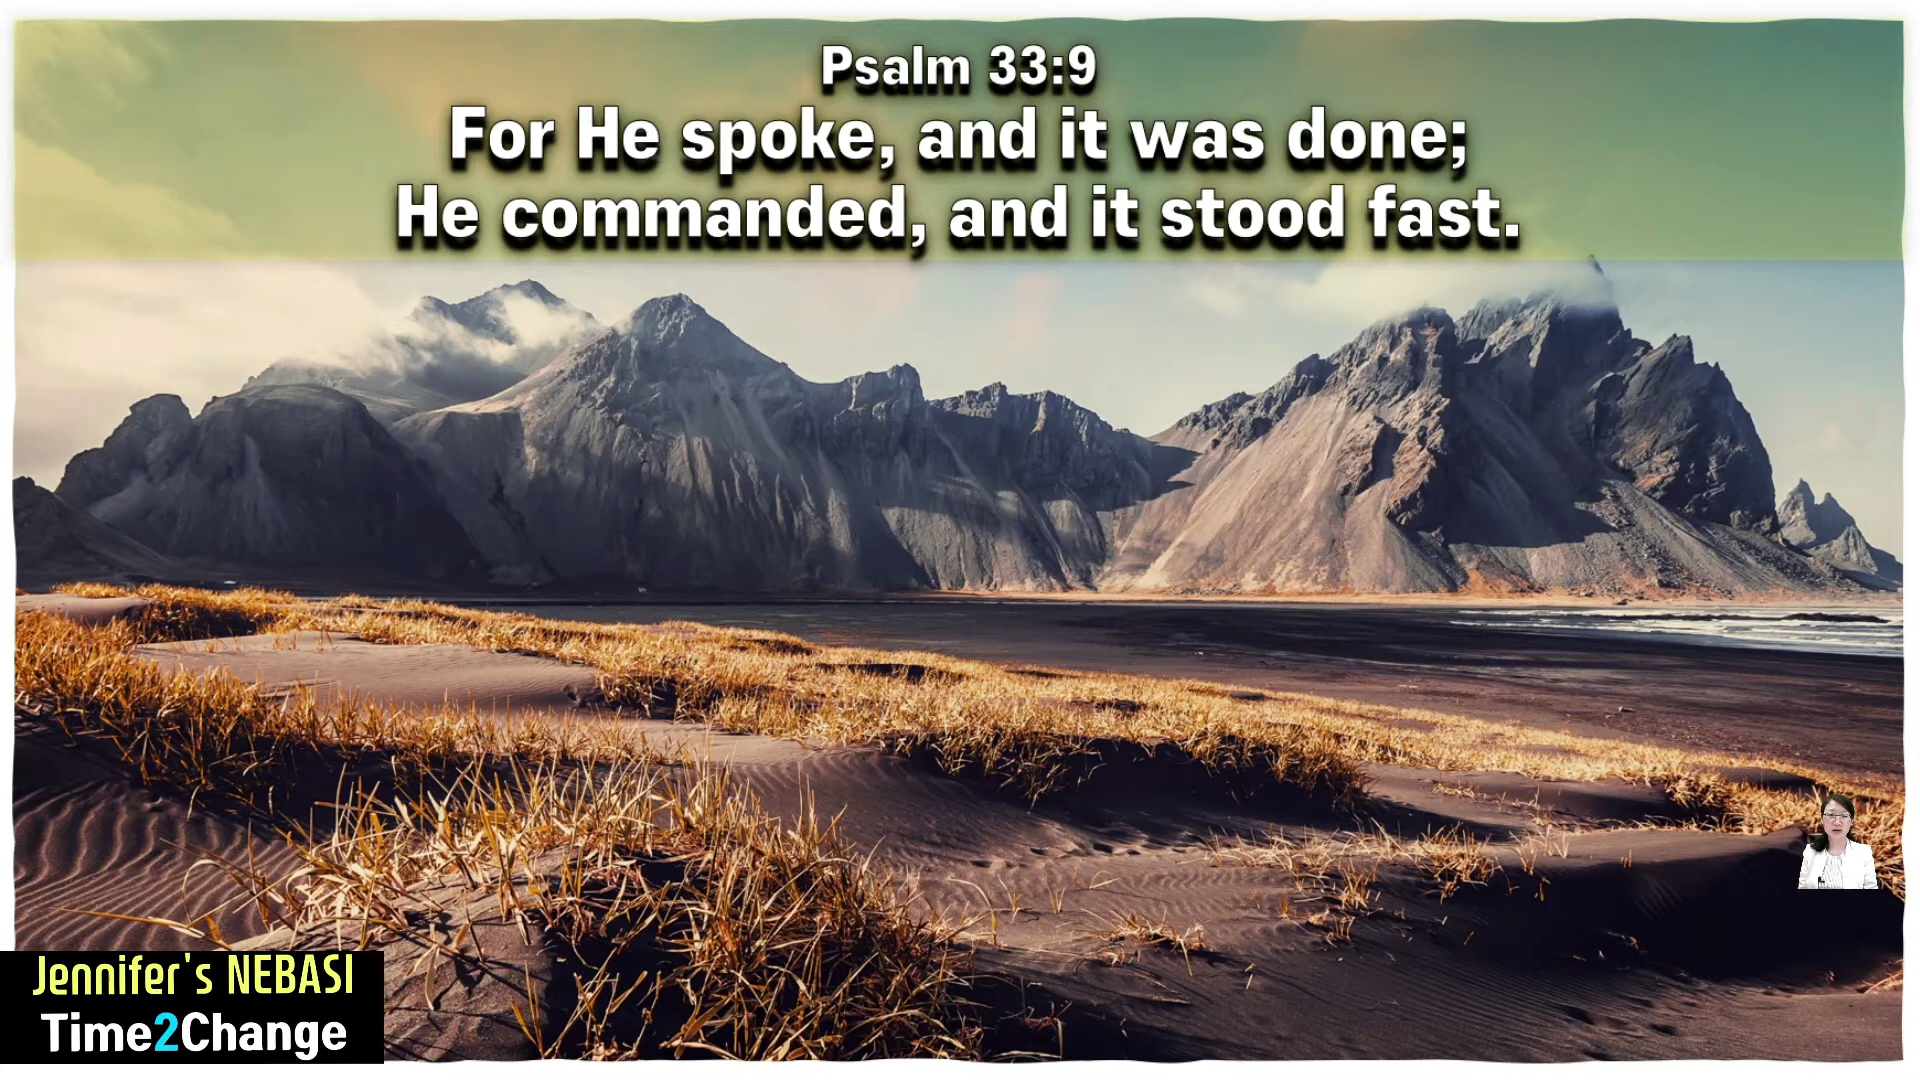 Psalm 33:9
For He spoke, and it was done;
He commanded, and it stood fast.
Jennifer's NEBASI
Time2Change